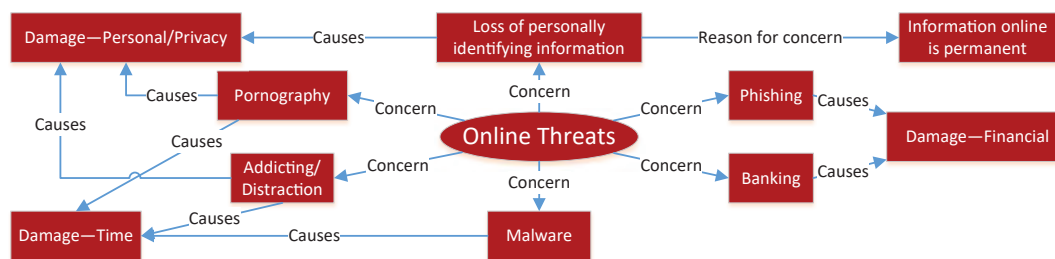 Damage—Personal/Privacy
Causes
Loss of personally
identifying information
Reason for concern
Information online
is permanent
Causes
Pornography
Concern
Concern
Concern
Phishing
Causes
Causes
Causes
Online Threats
Damage—Financial
Addicting/
Distraction
Concern
Concern
Concern
Banking
Causes
Causes
Damage—Time
Causes
Malware